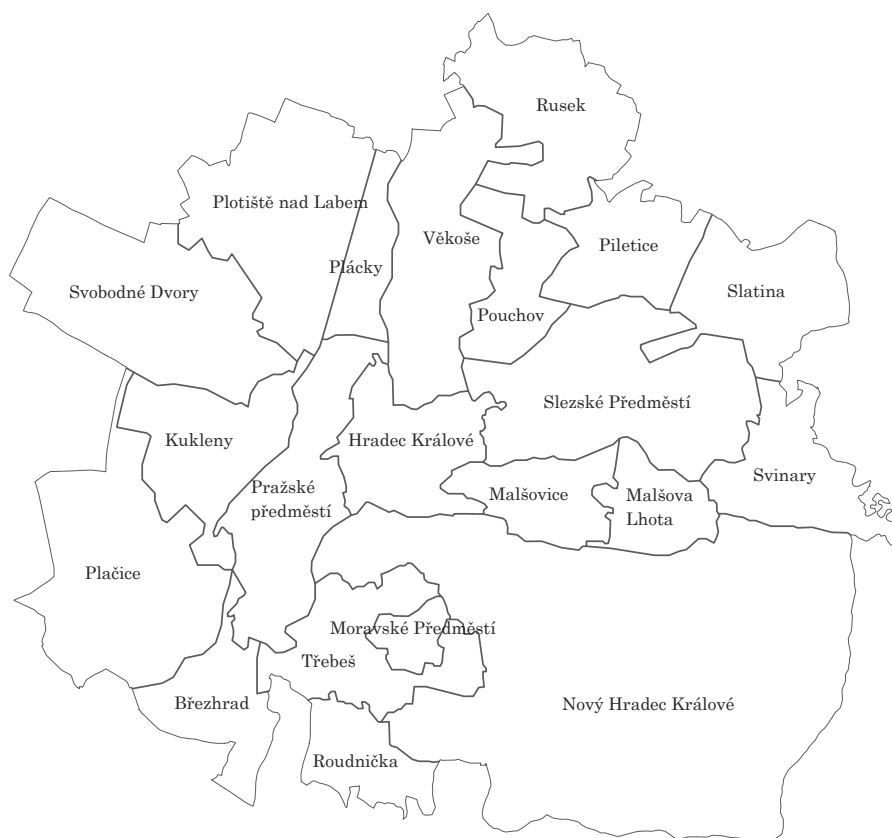 Rusek
Plotiště nad Labem
Věkoše
Piletice
Plácky
Svobodné Dvory
Slatina
Pouchov
Slezské Předměstí
Kukleny
Hradec Králové
Svinary
Pražské
předměstí
Malšovice
Malšova
Lhota
Plačice
Moravské Předměstí
Třebeš
Březhrad
Nový Hradec Králové
Roudnička